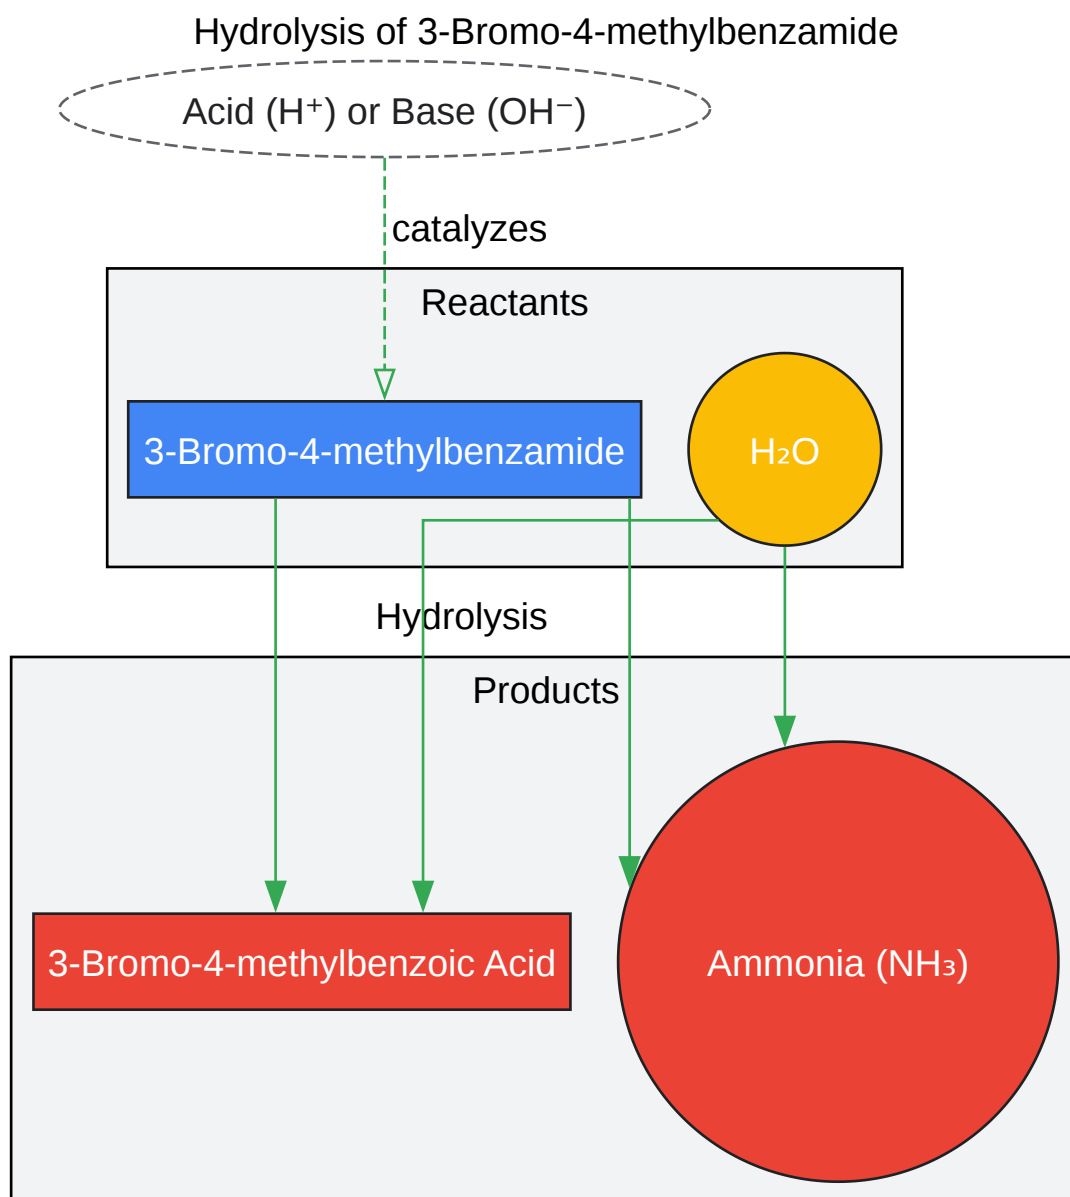 Hydrolysis of 3-Bromo-4-methylbenzamide
Acid (H⁺) or Base (OH⁻)
catalyzes
Reactants
3-Bromo-4-methylbenzamide
H₂O
Hydrolysis
Products
3-Bromo-4-methylbenzoic Acid
Ammonia (NH₃)